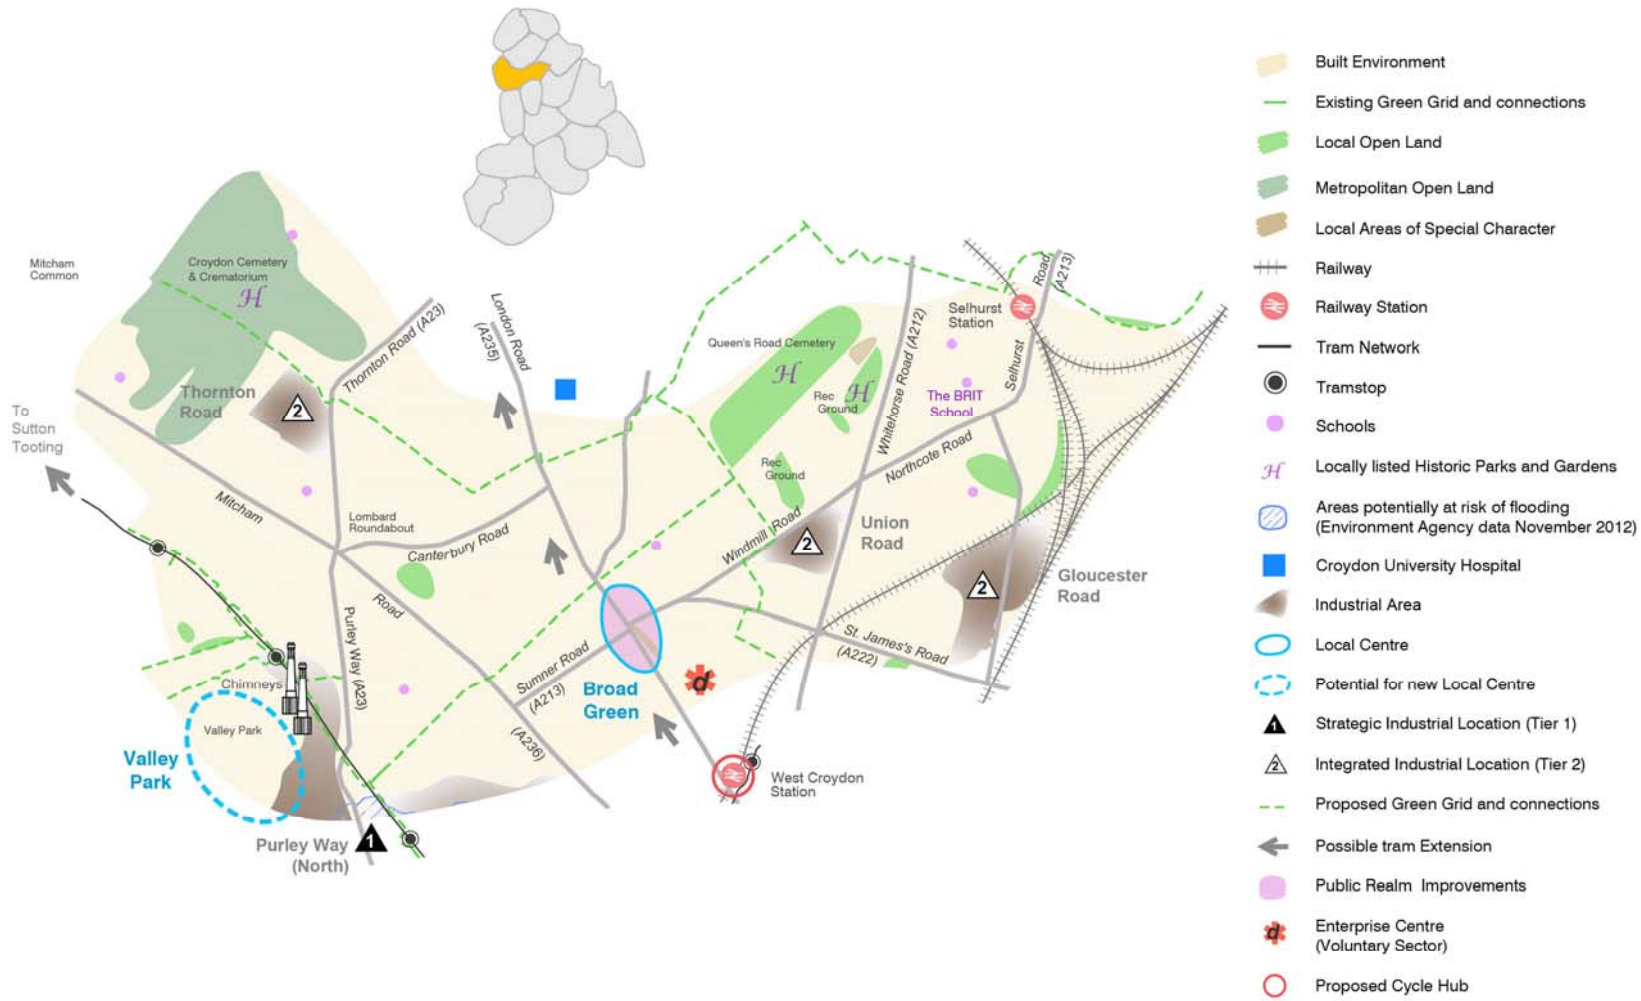 Mitcham
Common
Croydon Cemetery
& Crematorium
H
Thornton
Road
2
Thornton Road (A23)
London Road
(A235)
To
Sutton
Tooting
Mitcham
Road
Lombard
Roundabout
Canterbury Road
Purley Way (A23)
Chimneys
Valley Park
Valley
Park
Purley Way
(North)
1
Sumner Road
(A213)
(A236)
Broad
Green
d
West Croydon
Station
Queen's Road Cemetery
H
Rec
Ground
H
Rec
Ground
Whitehorse Road (A212)
Selhurst
Station
Selhurst
Road
(A213)
The BRIT
School
Northcote Road
Windmill Road
2
Union
Road
2
Gloucester
Road
St. James's Road
(A222)
Built Environment
Existing Green Grid and connections
Local Open Land
Metropolitan Open Land
Local Areas of Special Character
Railway
Railway Station
Tram Network
Tramstop
Schools
H Locally listed Historic Parks and Gardens
Areas potentially at risk of flooding
(Environment Agency data November 2012)
Croydon University Hospital
Industrial Area
Local Centre
Potential for new Local Centre
1 Strategic Industrial Location (Tier 1)
2 Integrated Industrial Location (Tier 2)
Proposed Green Grid and connections
Possible tram Extension
Public Realm Improvements
d Enterprise Centre
(Voluntary Sector)
Proposed Cycle Hub